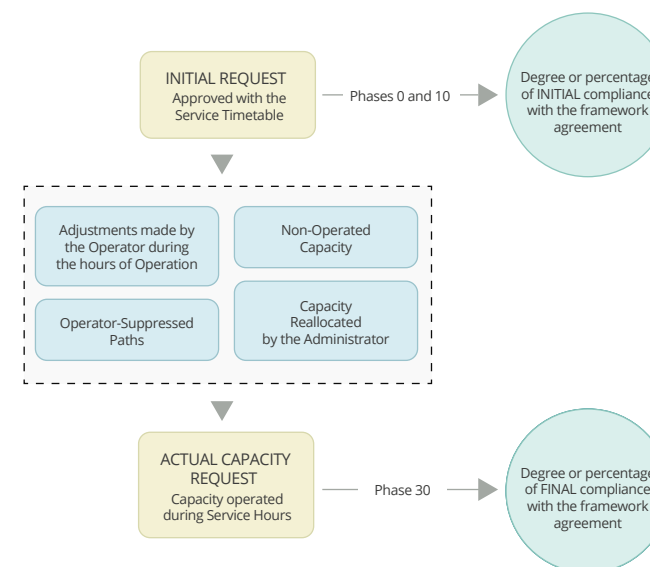 INITIAL REQUEST
Approved with the
Service Timetable
Phases 0 and 10
Degree or percentage
of INITIAL compliance
with the framework
agreement
Adjustments made by
the Operator during
the hours of Operation
Non-Operated
Capacity
Operator-Suppressed
Paths
Capacity
Reallocated
by the Administrator
ACTUAL CAPACITY
REQUEST
Capacity operated
during Service Hours
Phase 30
Degree or percentage
of FINAL compliance
with the framework
agreement